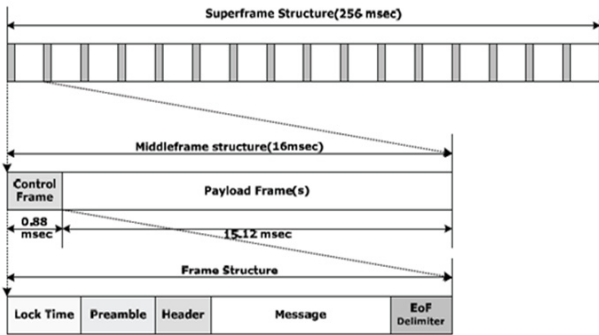 Superframe Structure(256 msec)
Middleframe structure(16msec)
Control
Frame
Payload Frame(s)
0.88
msec
15.12 msec
Frame Structure
Lock Time
Preamble
Header
Message
EoF
Delimiter